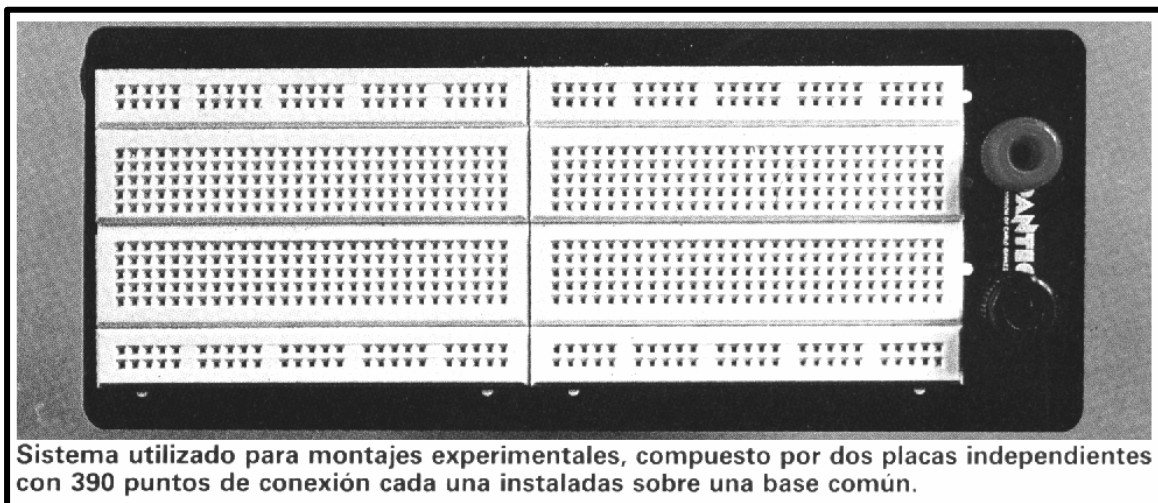 PANTEC
Sistema utilizado para montajes experimentales, compuesto por dos placas independientes
con 390 puntos de conexión cada una instaladas sobre una base común.